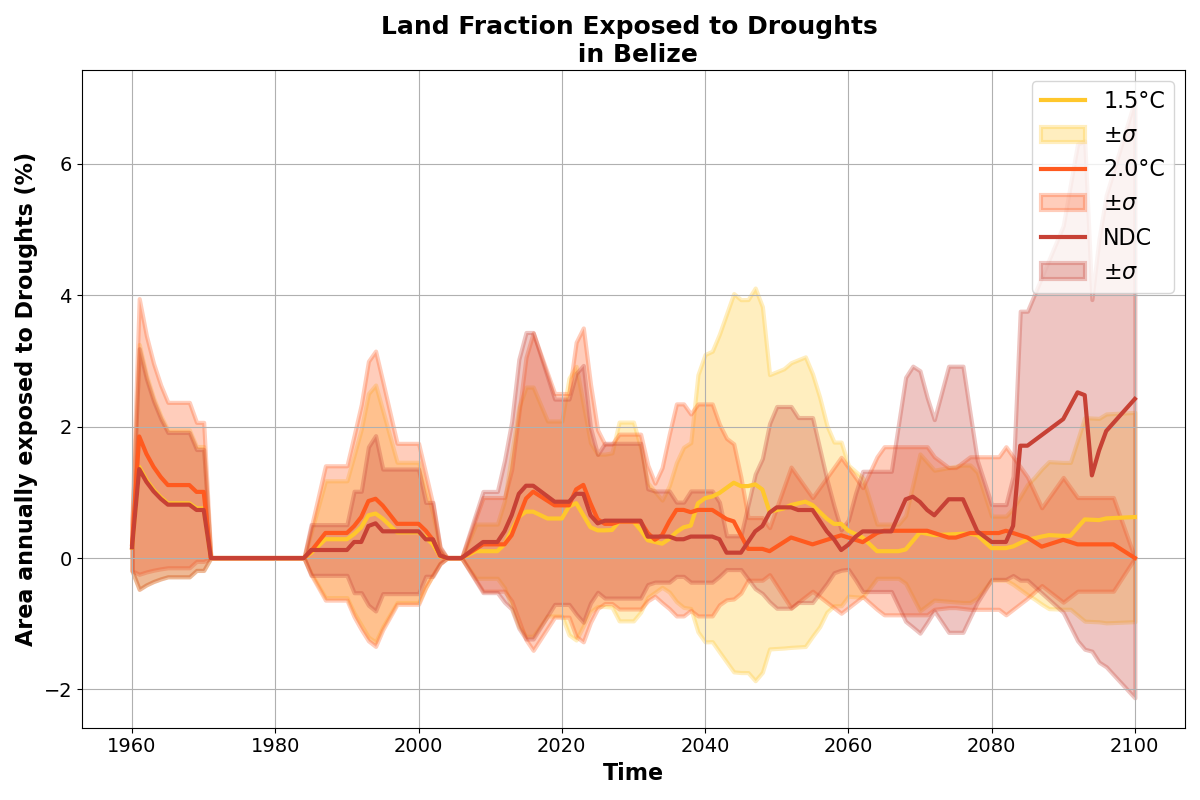 Land Fraction Exposed to Droughts
in Belize
Area annually exposed to Droughts (%)
6
4
2
0
−2
1960
1980
2000
2020
2040
2060
2080
2100
Time
1.5°C
±σ
2.0°C
±σ
NDC
±σ